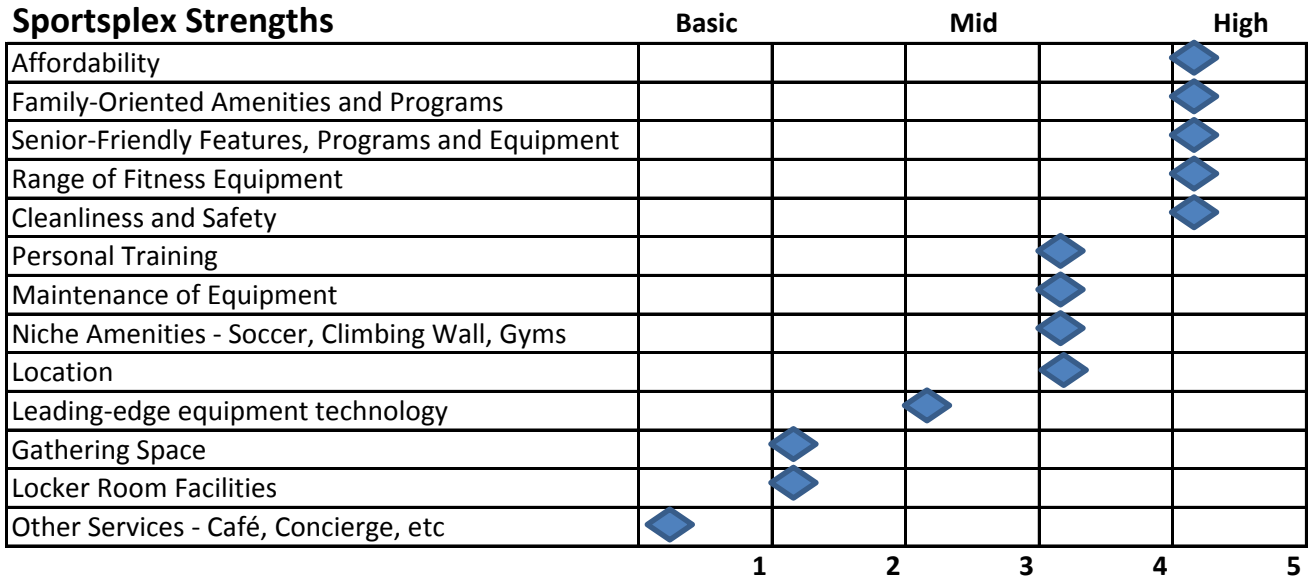 Sportsplex Strengths Basic Mid High
Affordability
Family-Oriented Amenities and Programs
Senior-Friendly Features, Programs and Equipment
Range of Fitness Equipment
Cleanliness and Safety
Personal Training
Maintenance of Equipment
Niche Amenities - Soccer, Climbing Wall, Gyms
Location
Leading-edge equipment technology
Gathering Space
Locker Room Facilities
Other Services - Café, Concierge, etc
1 2 3 4 5